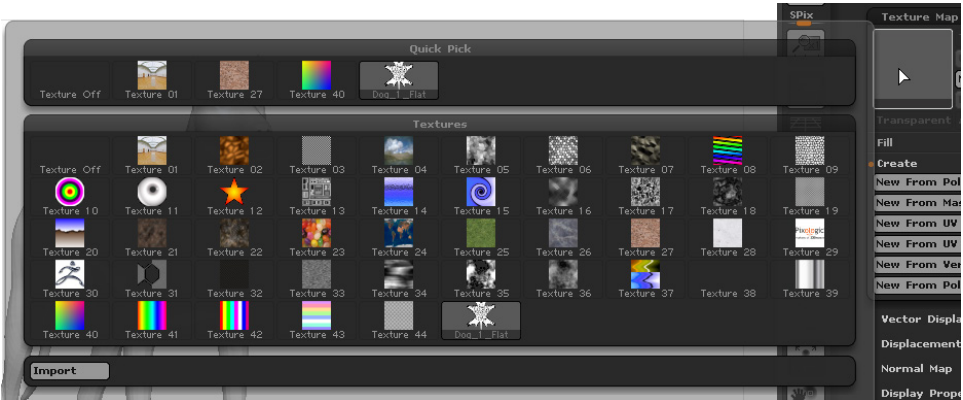 SPix
Texture Map
Quick Pick
Texture Off Texture 01 Texture 27 Texture 40 Dog_1_Flat
Textures
Texture Off Texture 01 Texture 02 Texture 03 Texture 04 Texture 05 Texture 06 Texture 07 Texture 08 Texture 09
Texture 10 Texture 11 Texture 12 Texture 13 Texture 14 Texture 15 Texture 16 Texture 17 Texture 18 Texture 19
Pixologic
Texture 20 Texture 21 Texture 22 Texture 23 Texture 24 Texture 25 Texture 26 Texture 27 Texture 28 Texture 29
Texture 30 Texture 31 Texture 32 Texture 33 Texture 34 Texture 35 Texture 36 Texture 37 Texture 38 Texture 39
Texture 40 Texture 41 Texture 42 Texture 43 Texture 44 Dog_1_Flat
Import
Transparent
Fill
Create
New From Pol
New From Mas
New From UV
New From UV
New From Ver
New From Pol
Vector Displa
Displacement
Normal Map
Display Prope